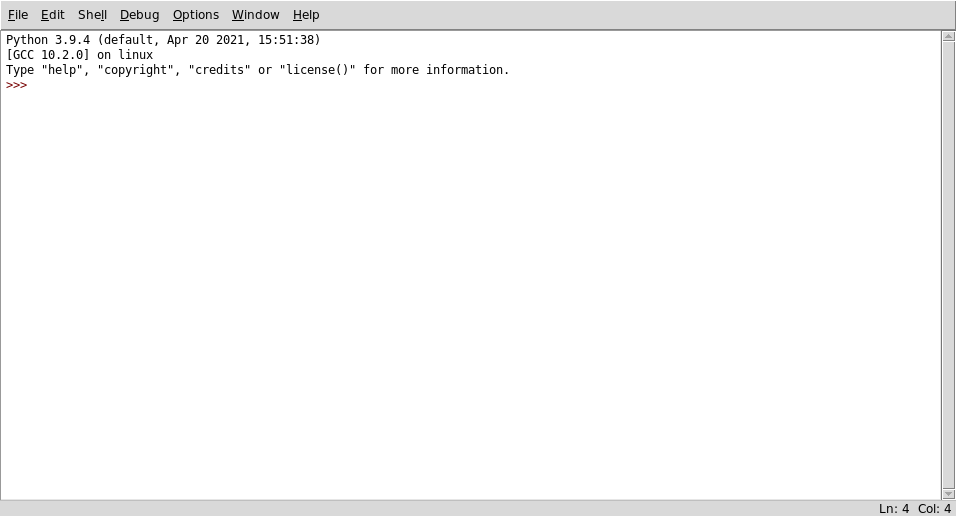 File Edit Shell Debug Options Window Help
Python 3.9.4 (default, Apr 20 2021, 15:51:38)
[GCC 10.2.0] on linux
Type "help", "copyright", "credits" or "license()" for more information.
>>>
Ln: 4 Col: 4